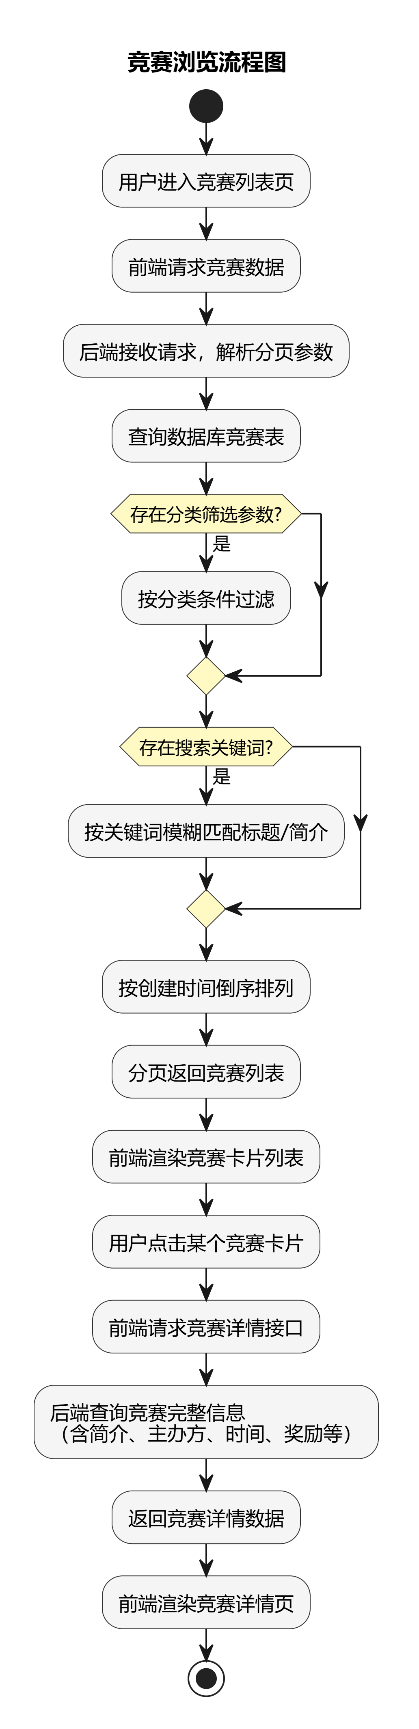 竞赛浏览流程图
用户进入竞赛列表页
前端请求竞赛数据
后端接收请求，解析分页参数
查询数据库竞赛表
存在分类筛选参数?
是
按分类条件过滤
存在搜索关键词?
是
按关键词模糊匹配标题/简介
按创建时间倒序排列
分页返回竞赛列表
前端渲染竞赛卡片列表
用户点击某个竞赛卡片
前端请求竞赛详情接口
后端查询竞赛完整信息
（含简介、主办方、时间、奖励等）
返回竞赛详情数据
前端渲染竞赛详情页